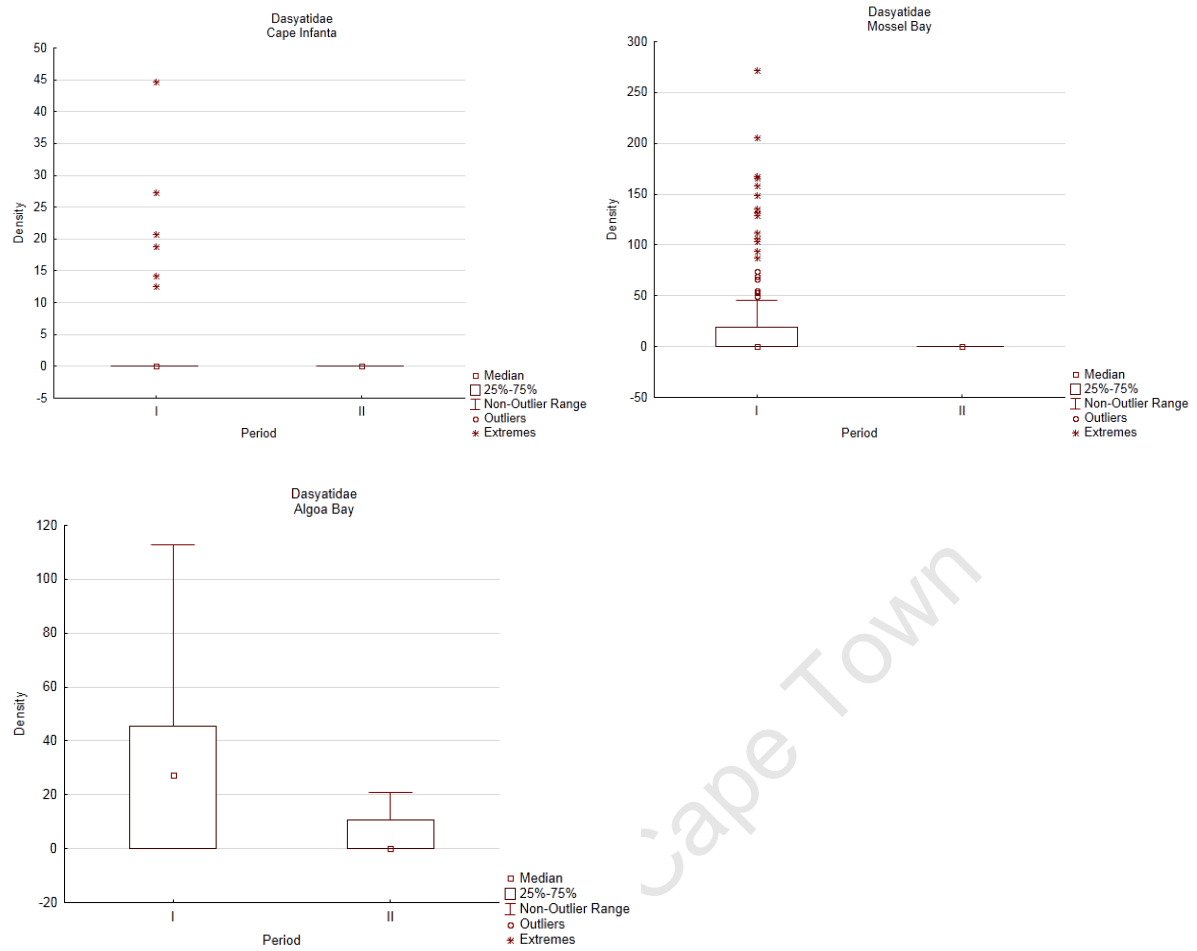 Dasyatidae
Cape Infanta
50
45
40
35
30
25
20
15
10
5
0
-5
Density
I
II
Period
Median
25%-75%
Non-Outlier Range
Outliers
Extremes
Dasyatidae
Mossel Bay
300
250
200
150
100
50
0
-50
Density
I
II
Period
Median
25%-75%
Non-Outlier Range
Outliers
Extremes
Dasyatidae
Algoa Bay
120
100
80
60
40
20
0
-20
Density
I
II
Period
Median
25%-75%
Non-Outlier Range
Outliers
Extremes
Cape Town